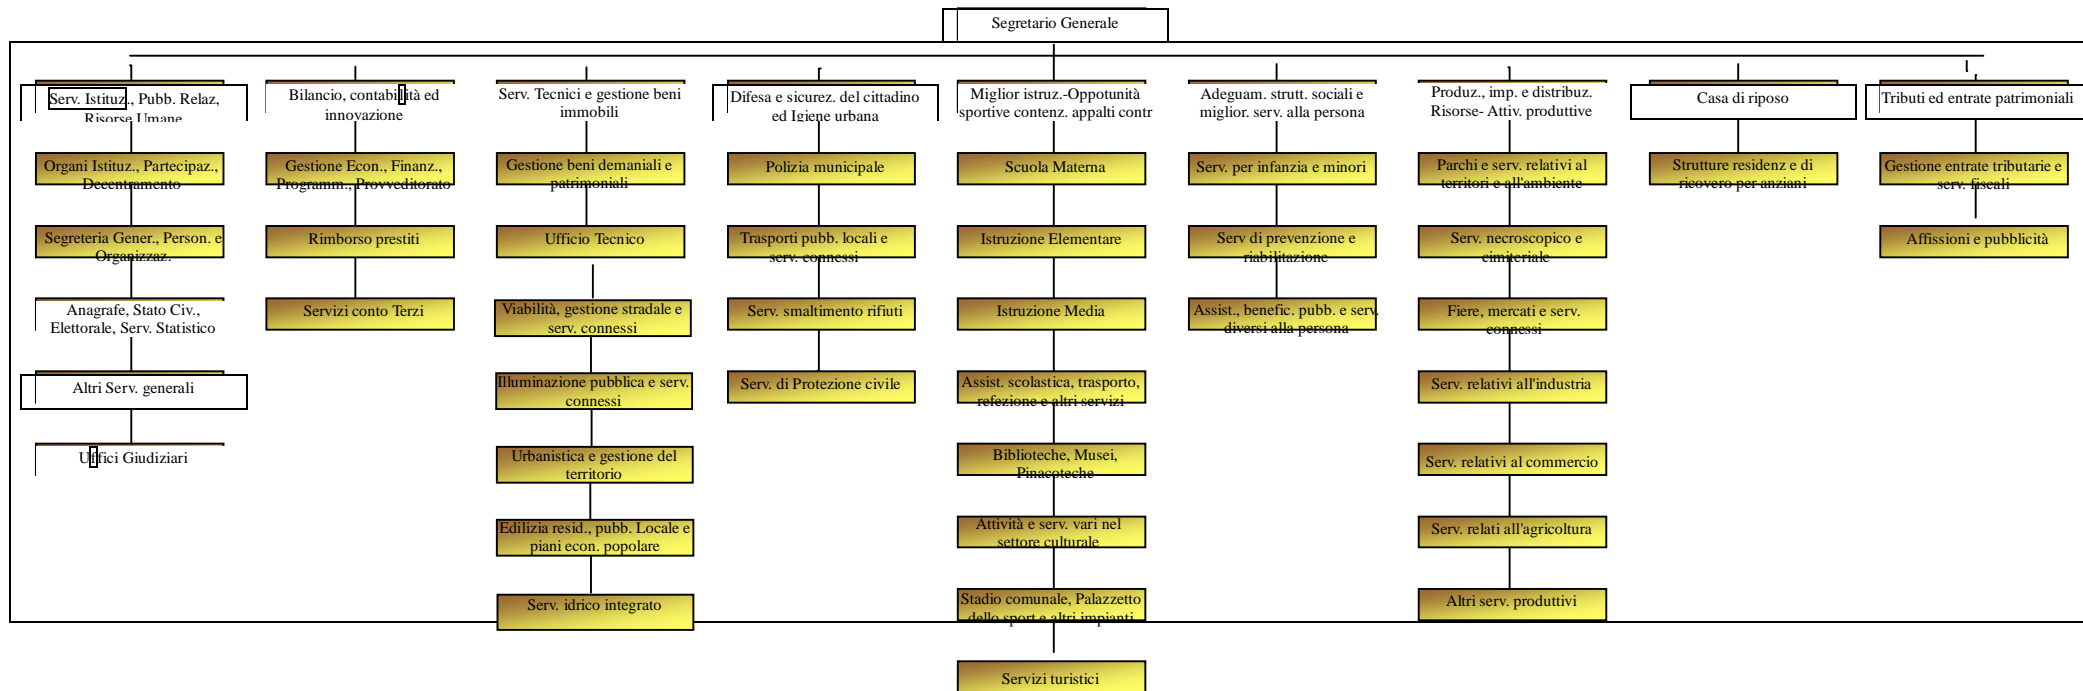 Segretario Generale
Serv. Istituz., Pubb. Relaz,
Risorse Umane
Organi Istituz., Partecipaz.,
Decentramento
Segreteria Gener., Person. e
Organizzaz.
Anagrafe, Stato Civ.,
Elettorale, Serv. Statistico
Altri Serv. generali
Uffici Giudiziari
Bilancio, contabilità ed
innovazione
Gestione Econ., Finanz.,
Programm., Provveditorato
Rimborso prestiti
Servizi conto Terzi
Serv. Tecnici e gestione beni
immobili
Gestione beni demaniali e
patrimoniali
Ufficio Tecnico
Viabilità, gestione stradale e
serv. connessi
Illuminazione pubblica e serv.
connessi
Urbanistica e gestione del
territorio
Edilizia resid., pubb. Locale e
piani econ. popolare
Serv. idrico integrato
Difesa e sicurez. del cittadino
ed Igiene urbana
Polizia municipale
Trasporti pubb. locali e
serv. connessi
Serv. smaltimento rifiuti
Serv. di Protezione civile
Miglior istruz.-Oppotunità
sportive contenz. appalti contr
Scuola Materna
Istruzione Elementare
Istruzione Media
Assist. scolastica, trasporto,
refezione e altri servizi
Biblioteche, Musei,
Pinacoteche
Attività e serv. vari nel
settore culturale
Stadio comunale, Palazzetto
dello sport e altri impianti
Servizi turistici
Adeguam. strutt. sociali e
miglior. serv. alla persona
Serv. per infanzia e minori
Serv di prevenzione e
riabilitazione
Assist., benefic. pubb. e serv.
diversi alla persona
Produz., imp. e distribuz.
Risorse- Attiv. produttive
Parchi e serv. relativi al
territori e all'ambiente
Serv. necroscopico e
cimiteriale
Fiere, mercati e serv.
connessi
Serv. relativi all'industria
Serv. relativi al commercio
Serv. relati all'agricoltura
Altri serv. produttivi
Casa di riposo
Strutture residenz e di
ricovero per anziani
Tributi ed entrate patrimoniali
Gestione entrate tributarie e
serv. fiscali
Affissioni e pubblicità